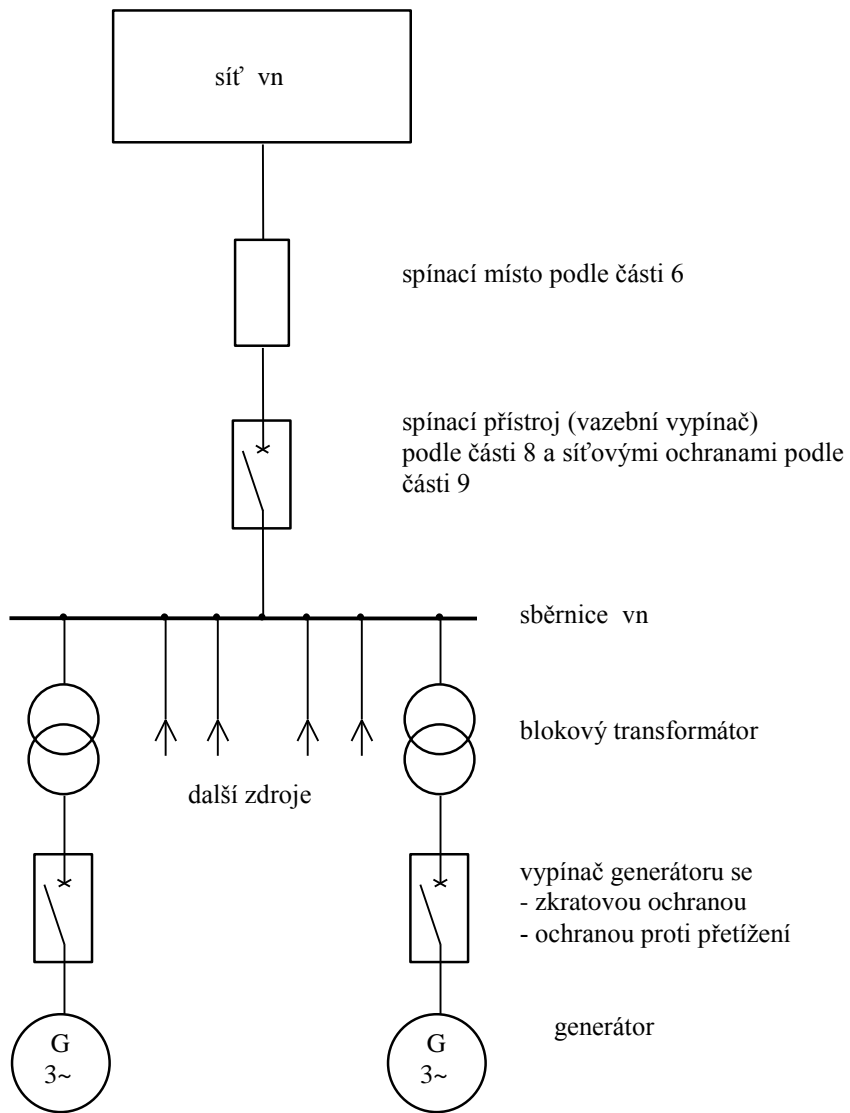 síť vn
spínací místo podle části 6
spínací přístroj (vazební vypínač)
podle části 8 a síťovými ochranami podle
části 9
sběrnice vn
blokový transformátor
další zdroje
vypínač generátoru se
- zkratovou ochranou
- ochranou proti přetížení
generátor
G
3~
G
3~